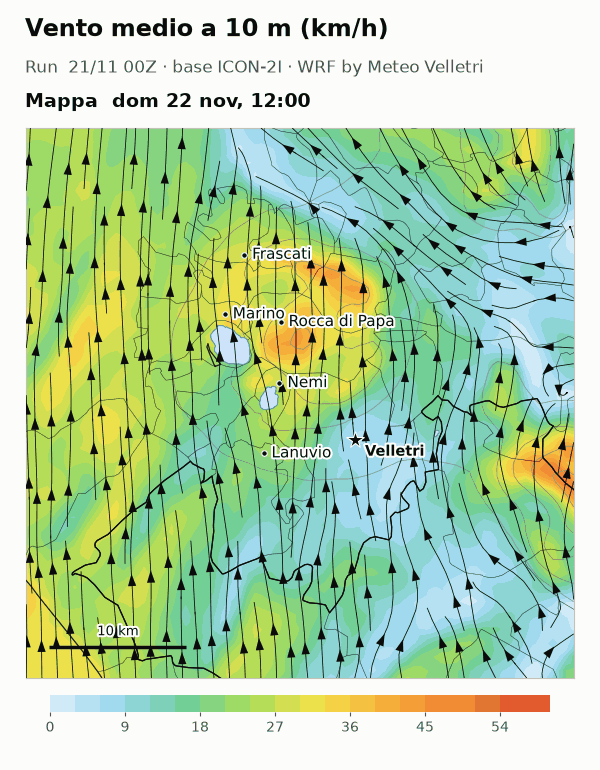 Vento medio a 10 m (km/h)
Run  21/11 00Z · base ICON-2I · WRF by Meteo Velletri
Mappa  dom 22 nov, 12:00
Frascati
Marino
Rocca di Papa
Nemi
Velletri
Lanuvio
10 km
0 9 18 27 36 45 54